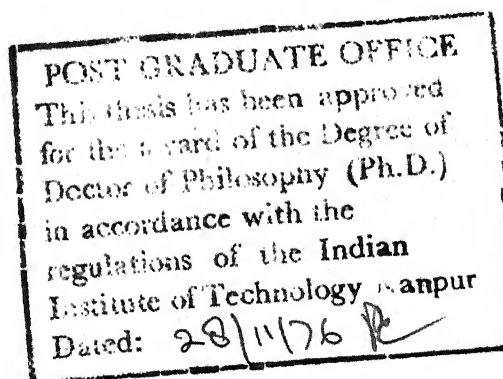 POST GRADUATE OFFICE
This thesis has been approved
for the award of the Degree of
Doctor of Philosophy (Ph.D.)
in accordance with the
regulations of the Indian
Institute of Technology Kanpur
Dated: 28/11/76